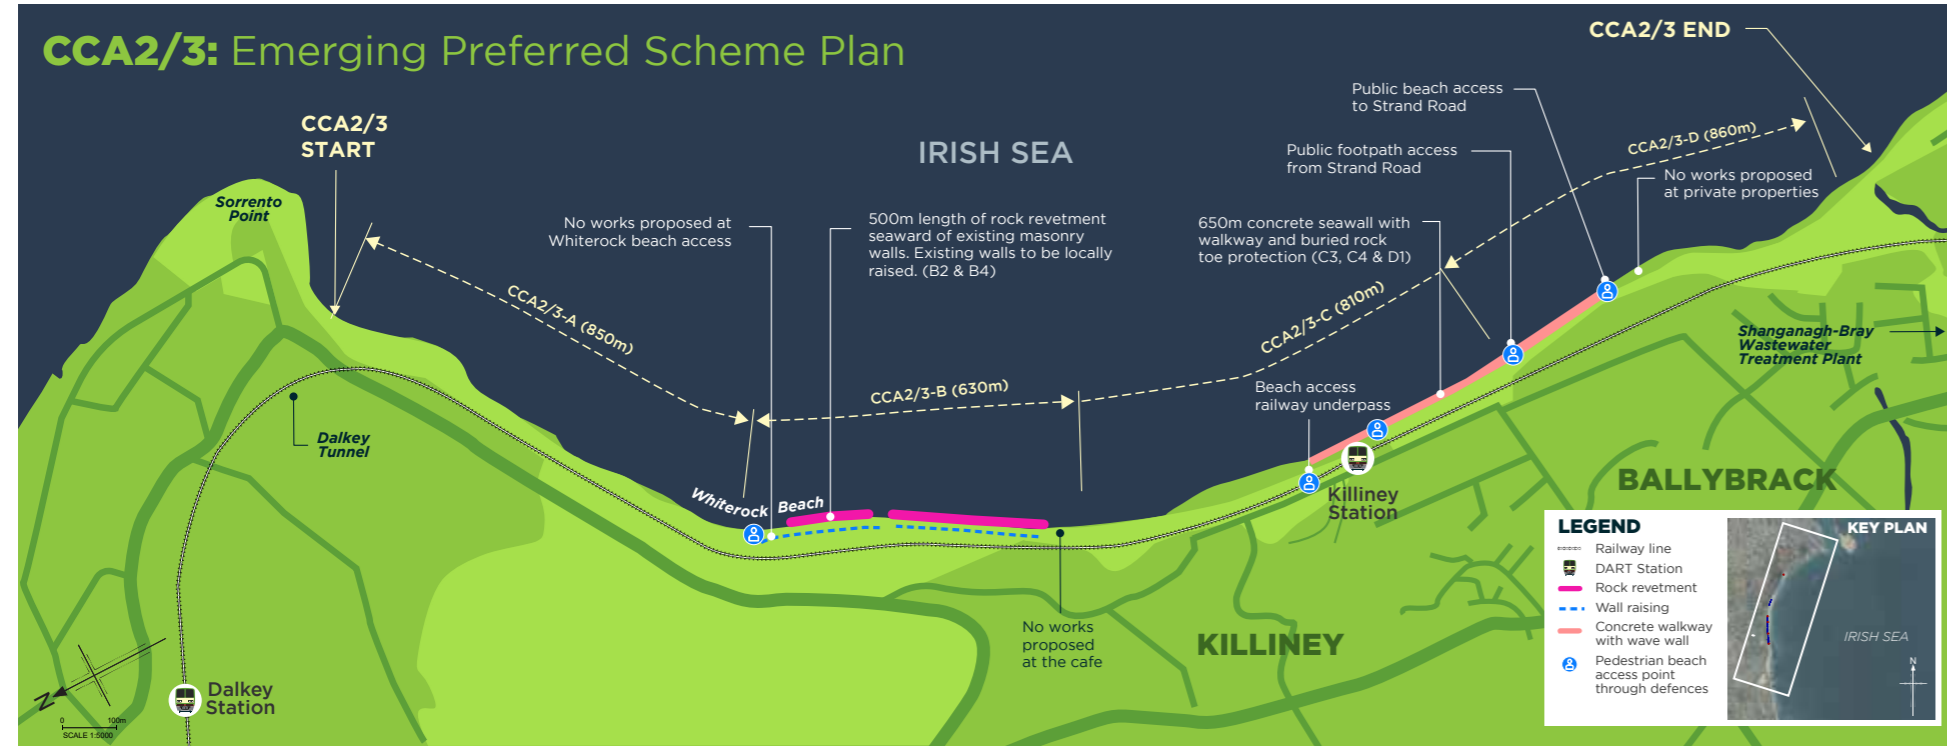 CCA2/3: Emerging Preferred Scheme Plan
CCA2/3 END
CCA2/3
START
IRISH SEA
Public beach access
to Strand Road
Public footpath access
from Strand Road
CCA2/3-D (860m)
No works proposed
at private properties
Sorrento
Point
No works proposed at
Whiterock beach access
500m length of rock revetment
seaward of existing masonry
walls. Existing walls to be locally
raised. (B2 & B4)
650m concrete seawall with
walkway and buried rock
toe protection (C3, C4 & D1)
CCA2/3-A (850m)
CCA2/3-B (630m)
CCA2/3-C (810m)
Shanganagh-Bray
Wastewater
Treatment Plant
Beach access
railway underpass
Dalkey
Tunnel
Whiterock Beach
Killiney
Station
BALLYBRACK
No works
proposed
at the cafe
KILLINEY
Dalkey
Station
N
0 100m
SCALE 1:5000
LEGEND
Railway line
DART Station
Rock revetment
Wall raising
Concrete walkway
with wave wall
Pedestrian beach
access point
through defences
KEY PLAN
IRISH SEA
N